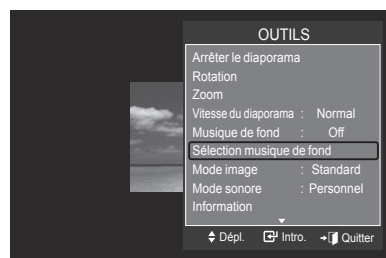 OUTILS
Arrêter le diaporama
Rotation
Zoom
Vitesse du diaporama : Normal
Musique de fond : Off
Sélection musique de fond
Mode image : Standard
Mode sonore : Personnel
Information
Dépl. Intro. Quitter